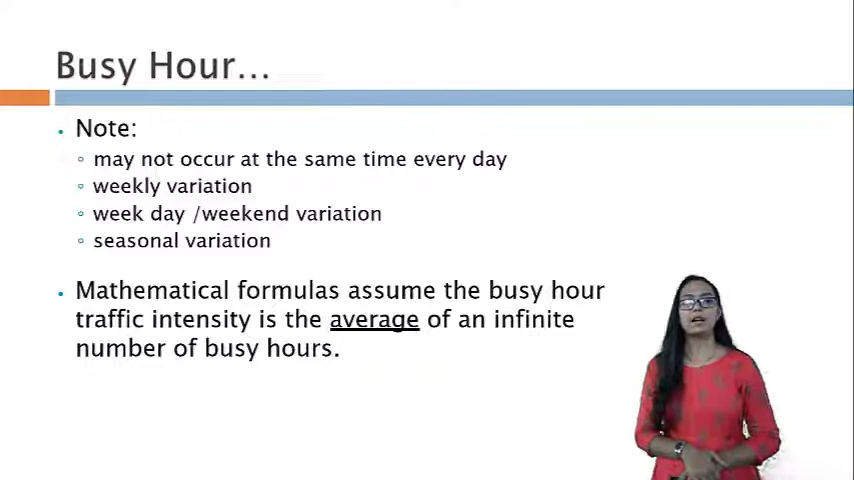 Busy Hour...
Note:
may not occur at the same time every day
weekly variation
week day /weekend variation
seasonal variation
Mathematical formulas assume the busy hour
traffic intensity is the average of an infinite
number of busy hours.